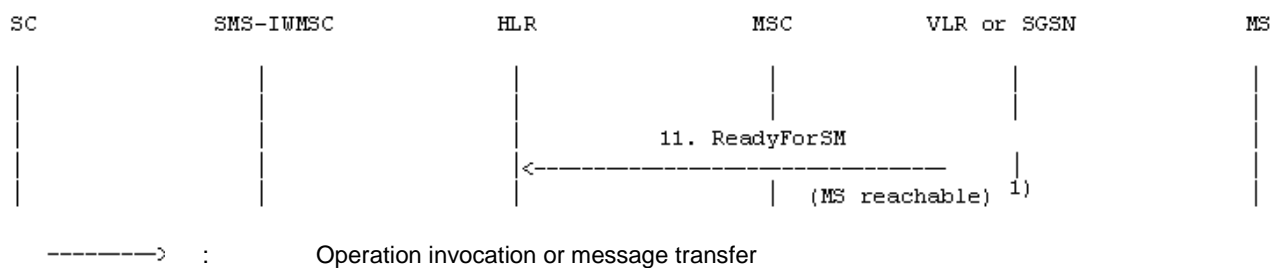 SC SMS-IWMSC HLR MSC VLR or SGSN MS
11. ReadyForSM
(MS reachable) 1)
: Operation invocation or message transfer